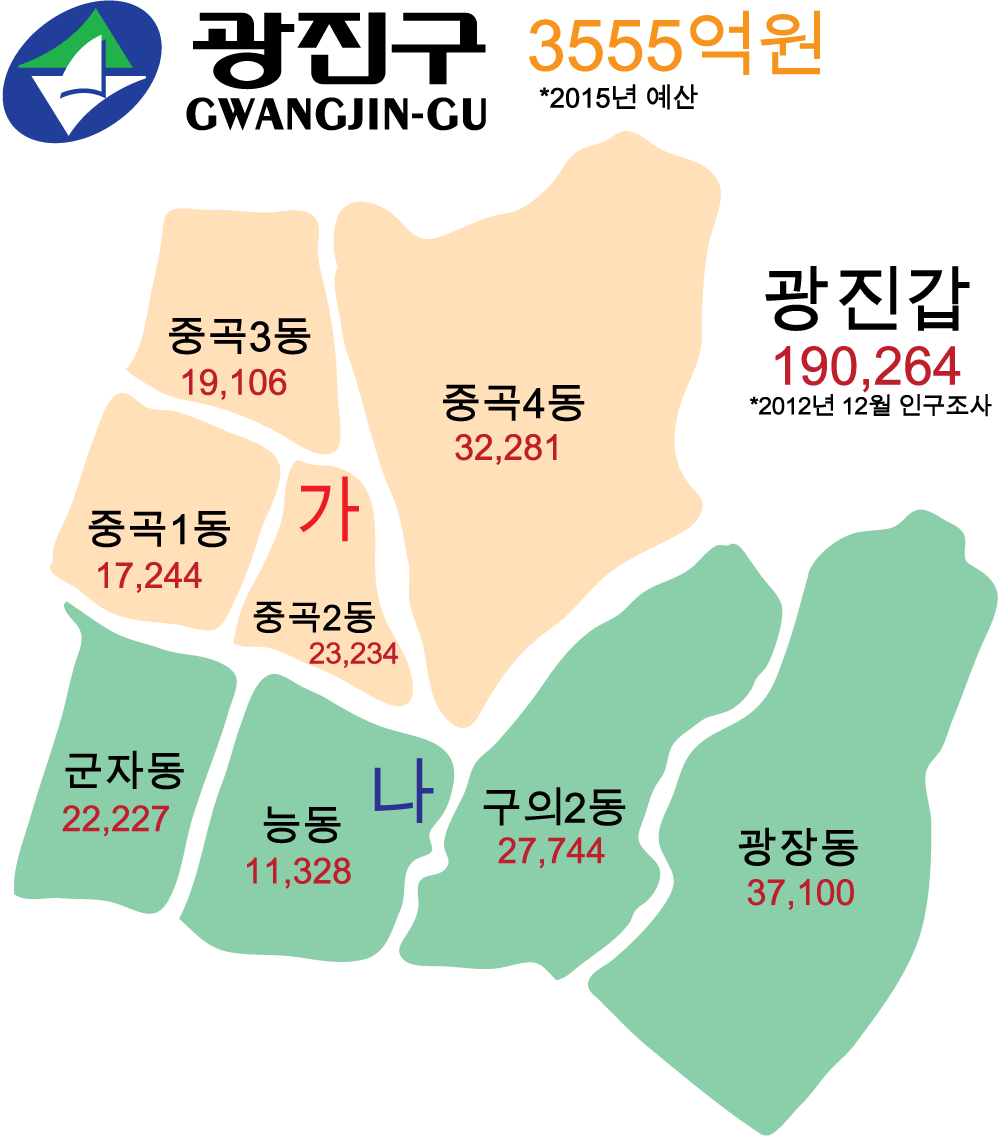 광진구
GWANGJIN-GU
3555억원
*2015년 예산
광진갑
190,264
*2012년 12월 인구조사
중곡3동
19,106
중곡4동
32,281
중곡1동
17,244
가
중곡2동
23,234
군자동
22,227
능동
11,328
나
구의2동
27,744
광장동
37,100